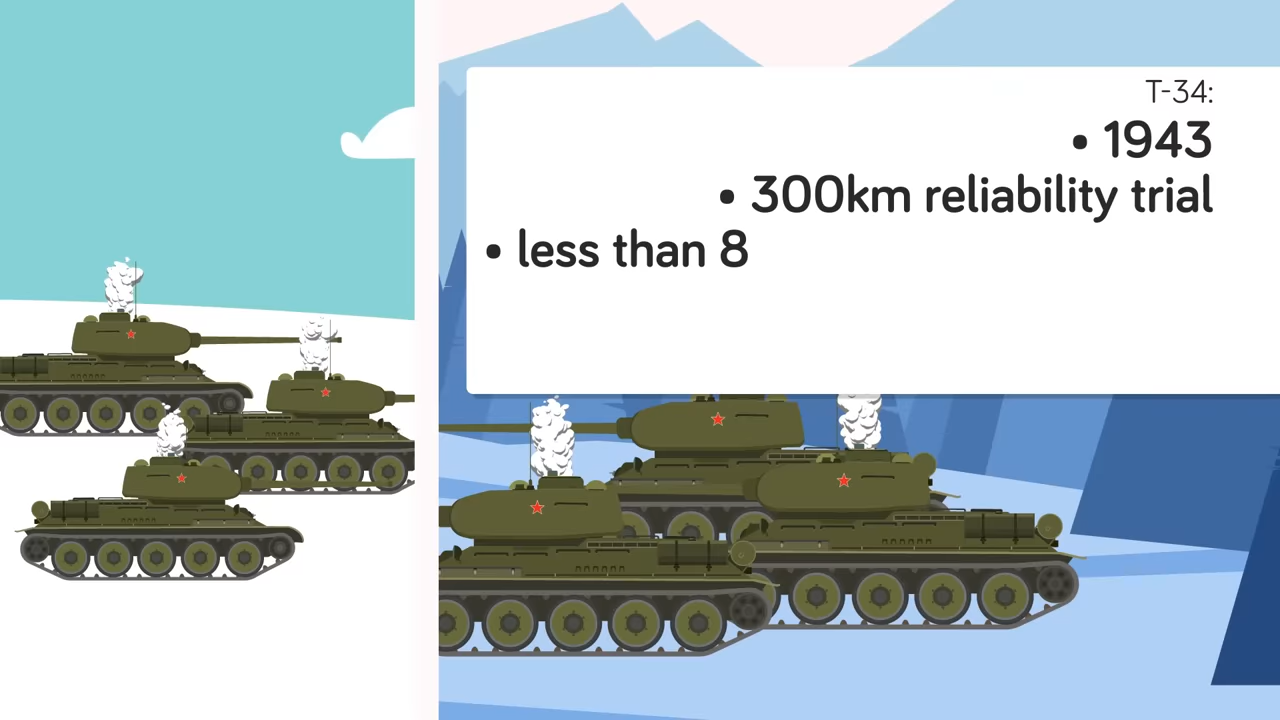 T-34:
• 1943
• 300km reliability trial
• less than 8